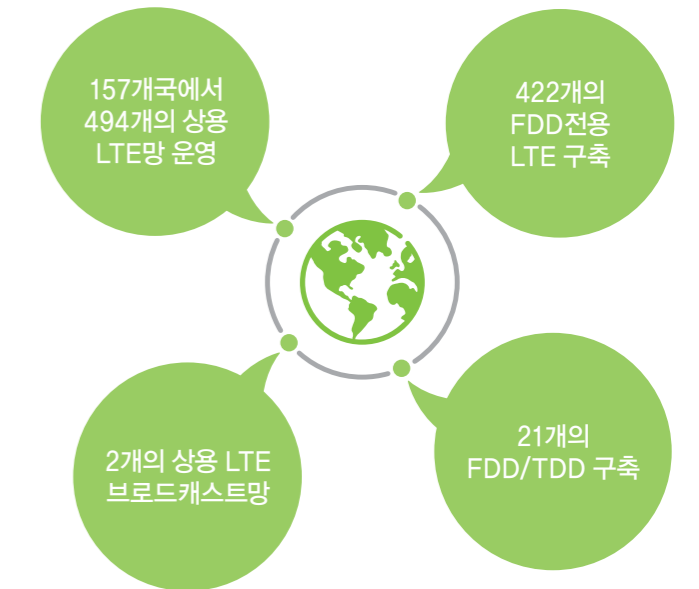 157개국에서
494개의 상용
LTE망 운영
422개의
FDD전용
LTE 구축
2개의 상용 LTE
브로드캐스트망
21개의
FDD/TDD 구축